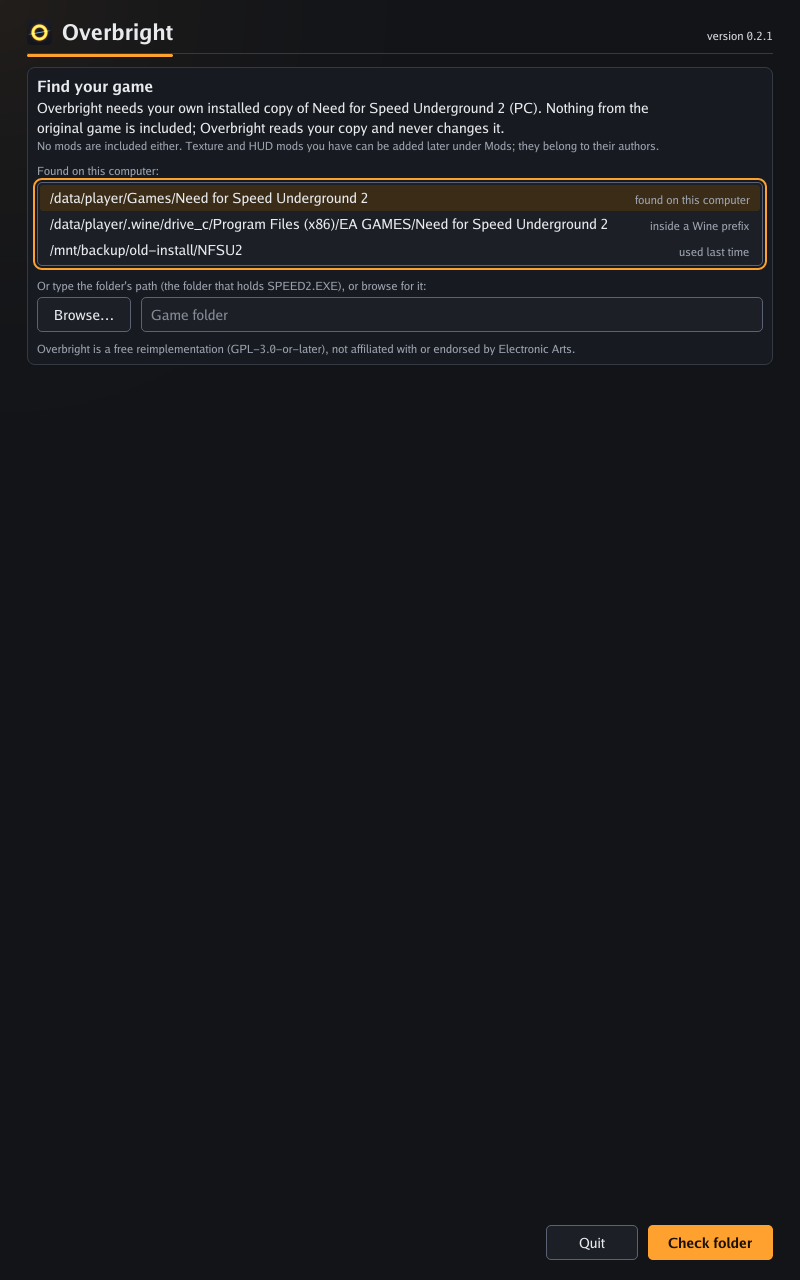 Overbright
version 0.2.1
Find your game
Overbright needs your own installed copy of Need for Speed Underground 2 (PC). Nothing from the
original game is included; Overbright reads your copy and never changes it.
No mods are included either. Texture and HUD mods you have can be added later under Mods; they belong to their authors.
Found on this computer:
/data/player/Games/Need for Speed Underground 2 found on this computer
/data/player/.wine/drive_c/Program Files (x86)/EA GAMES/Need for Speed Underground 2 inside a Wine prefix
/mnt/backup/old-install/NFSU2 used last time
Or type the folder's path (the folder that holds SPEED2.EXE), or browse for it:
Browse... Game folder
Overbright is a free reimplementation (GPL-3.0-or-later), not affiliated with or endorsed by Electronic Arts.
Quit Check folder